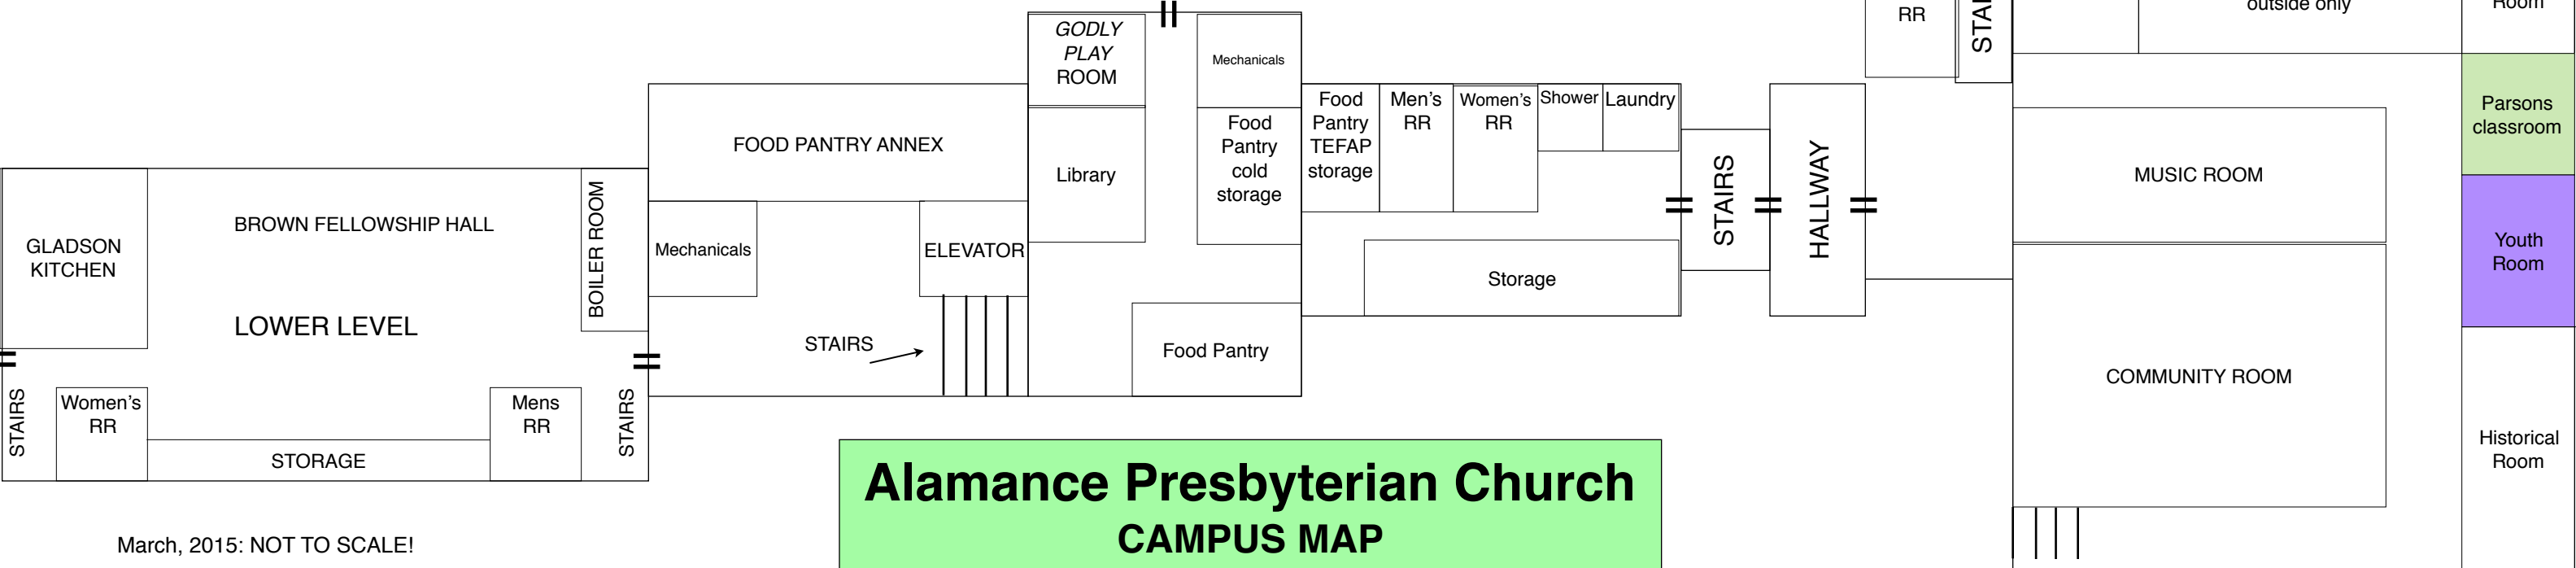 GODLY
PLAY
ROOM
Mechanicals
RR
outside only
Room
FOOD PANTRY ANNEX
Library
Food
Pantry
cold
storage
Food
Pantry
TEFAP
storage
Men's
RR
Women's
RR
Shower
Laundry
STAIRS
HALLWAY
MUSIC ROOM
Parsons
classroom
GLADSON
KITCHEN
BROWN FELLOWSHIP HALL
BOILER ROOM
Mechanicals
ELEVATOR
Storage
Youth
Room
LOWER LEVEL
STAIRS
Food Pantry
COMMUNITY ROOM
STAIRS
Women's
RR
STORAGE
Mens
RR
STAIRS
Historical
Room
Alamance Presbyterian Church
CAMPUS MAP
March, 2015: NOT TO SCALE!